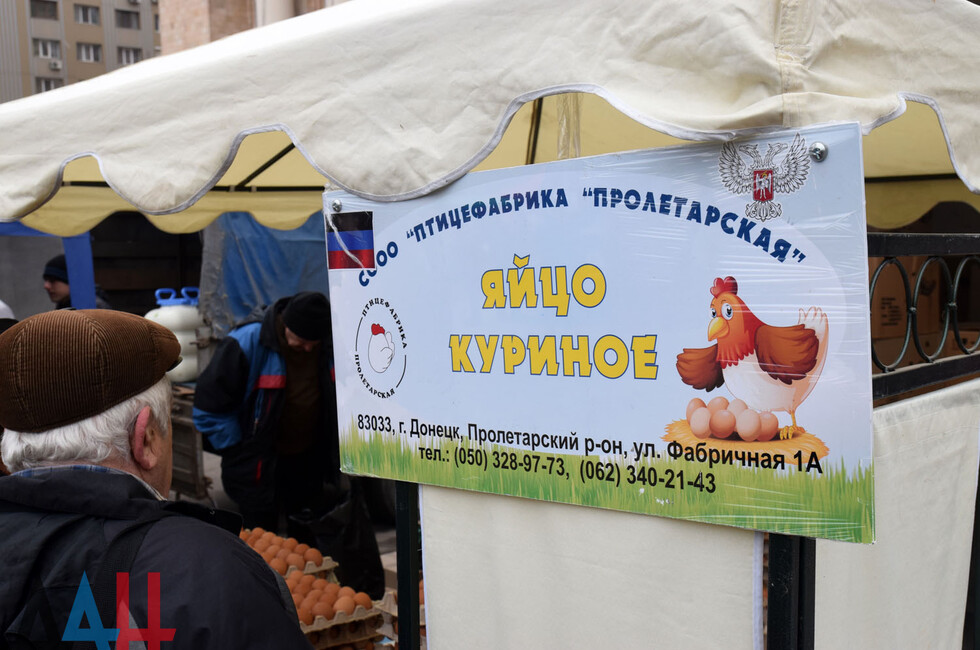 СООО "ПТИЦЕФАБРИКА "ПРОЛЕТАРСКАЯ"
ЯЙЦО
КУРИНОЕ
ПТИЦЕФАБРИКА
ПРОЛЕТАРСКАЯ
83033, г. Донецк, Пролетарский р-он, ул. Фабричная 1А
тел.: (050) 328-97-73, (062) 340-21-43
ДАН